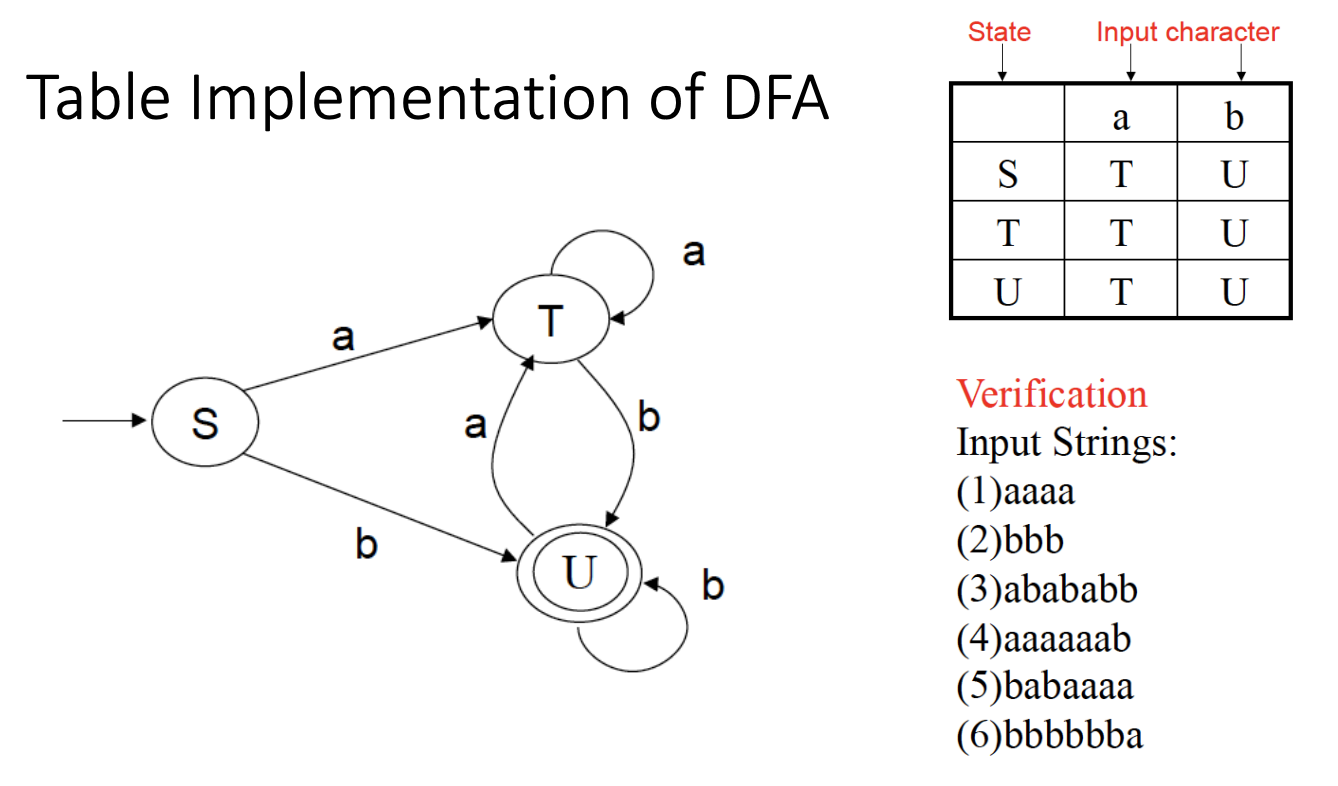 Table Implementation of DFA
State Input character
a b
S T U
T T U
U T U
a
T
a
S
a
b
b
U
b
Verification
Input Strings:
(1)aaaa
(2)bbb
(3)abababb
(4)aaaaaab
(5)babaaaa
(6)bbbbbba